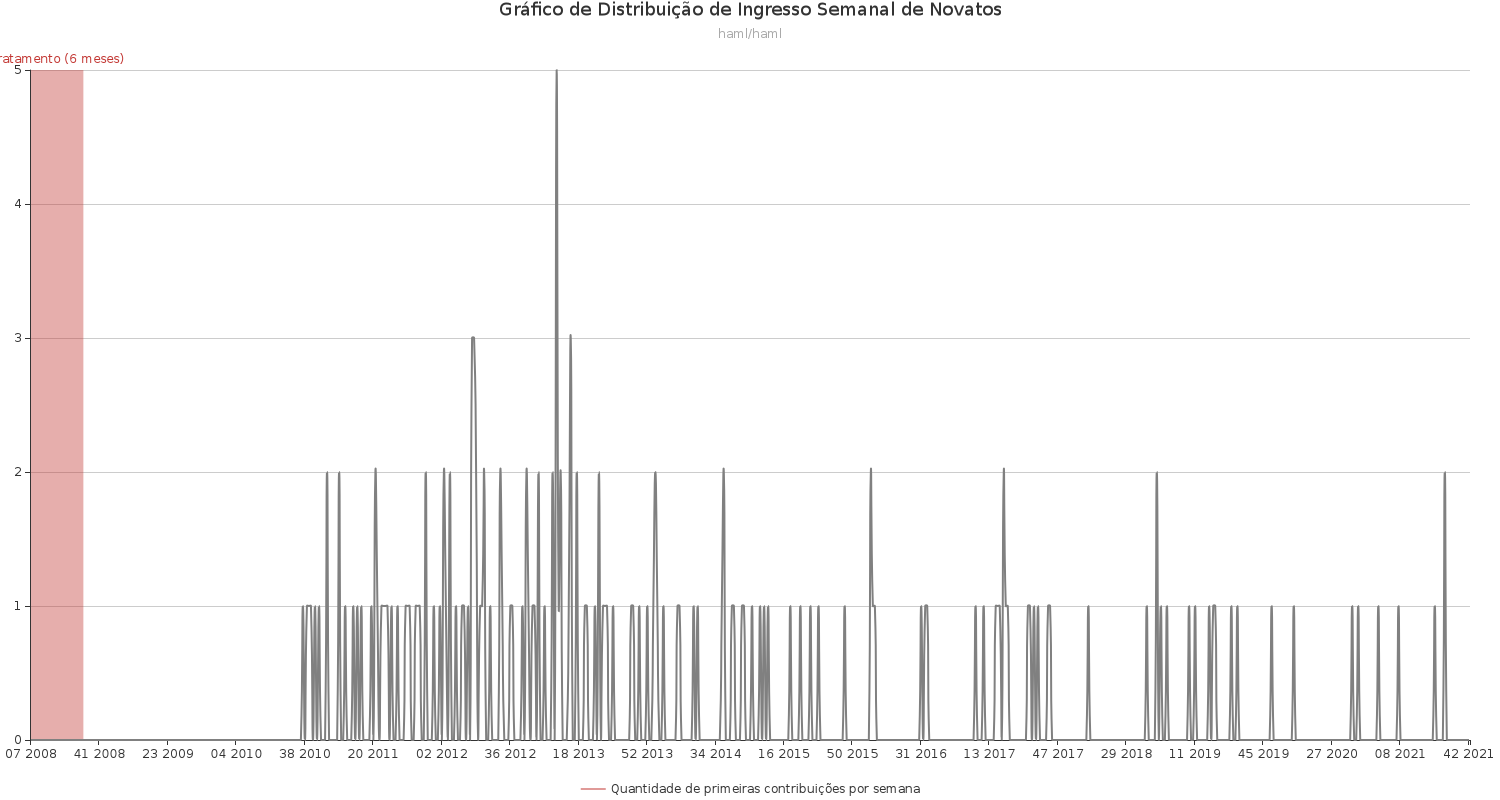 Gráfico de Distribuição de Ingresso Semanal de Novatos
haml/haml
ratamento (6 meses)
5
4
3
2
1
0
07 2008 41 2008 23 2009 04 2010 38 2010 20 2011 02 2012 36 2012 18 2013 52 2013 34 2014 16 2015 50 2015 31 2016 13 2017 47 2017 29 2018 11 2019 45 2019 27 2020 08 2021 42 2021
Quantidade de primeiras contribuições por semana